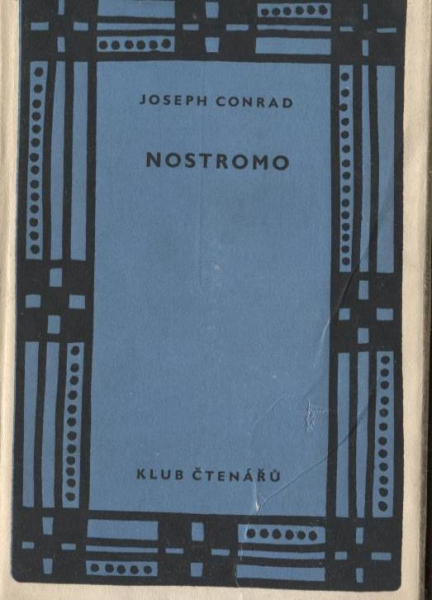 JOSEPH CONRAD
NOSTROMO
KLUB ČTENÁŘŮ